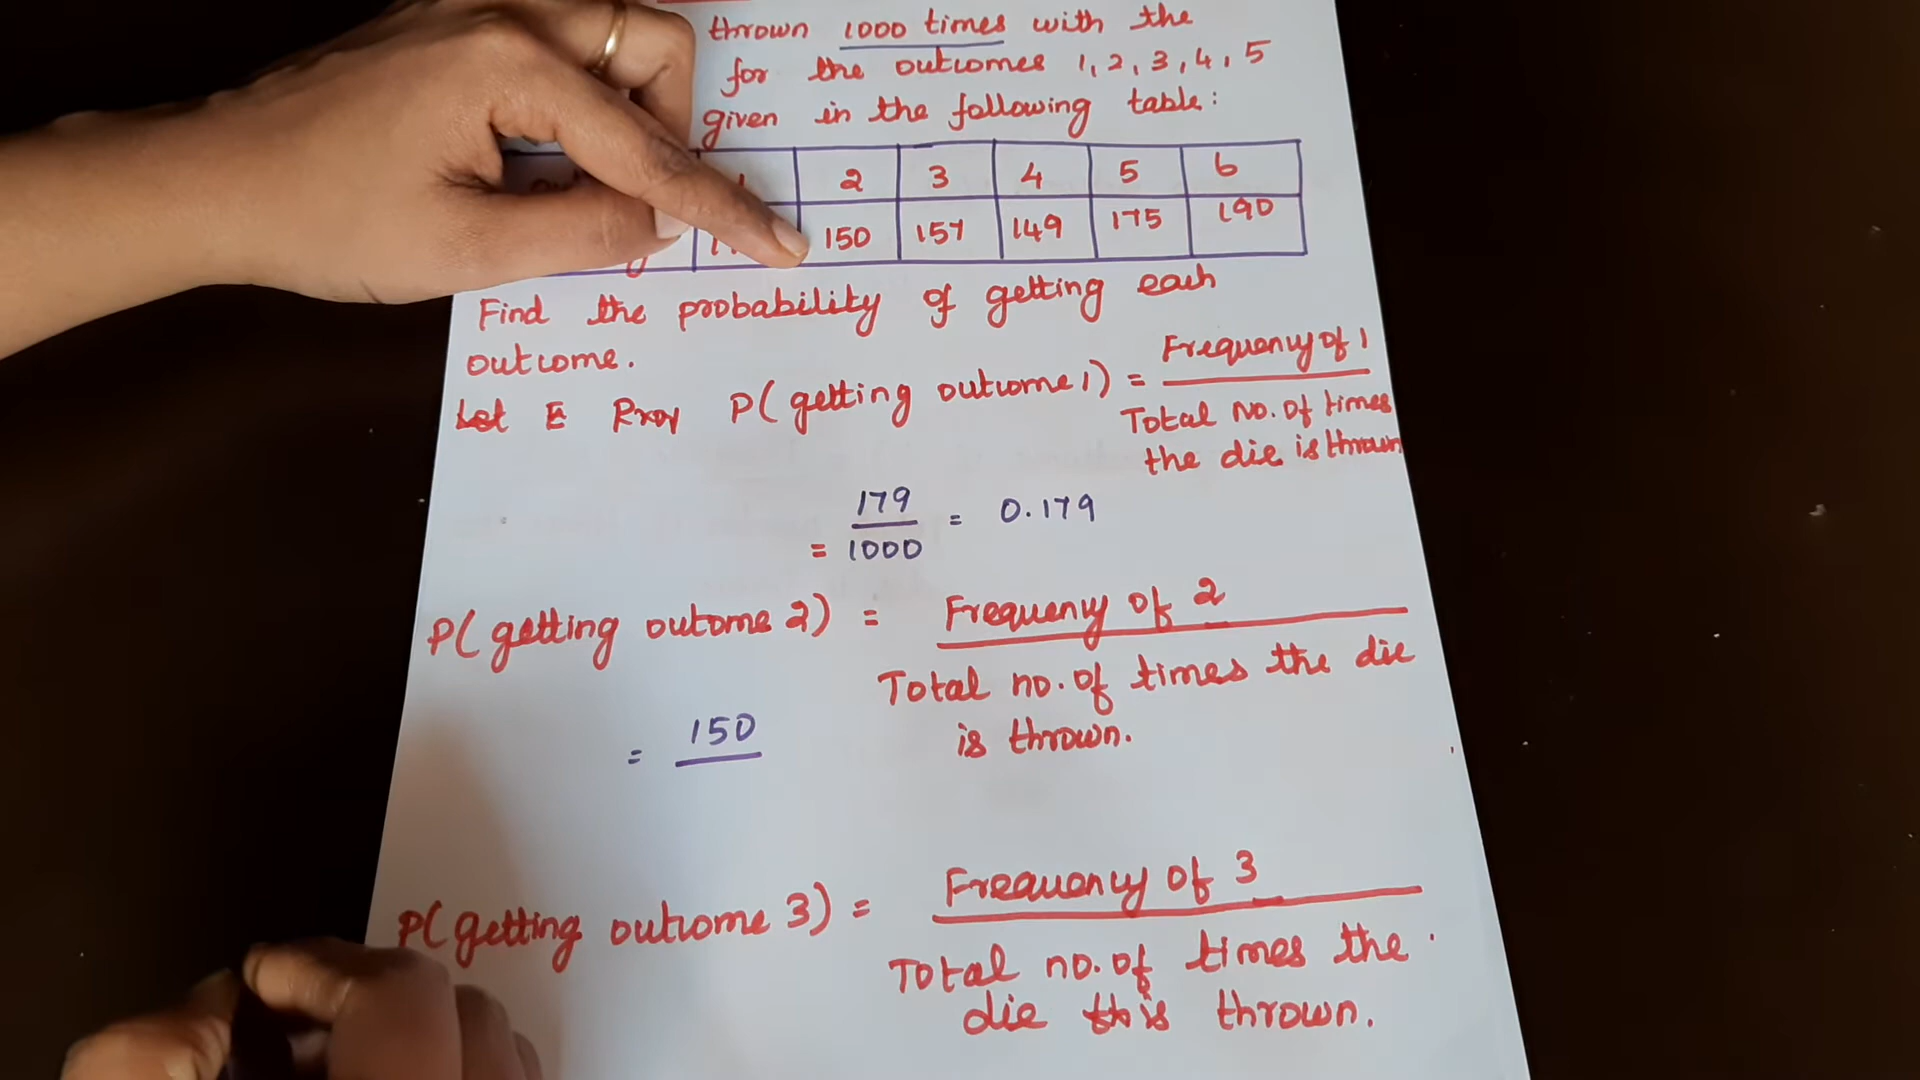 thrown 1000 times with the
for the outcomes 1, 2, 3, 4, 5
given in the following table:
2 3 4 5 6
150 157 149 175 190
Find the probability of getting each
outcome.
Let E P(getting outcome 1) = Frequency of 1
Total No. of times
the die is thrown
= 179 / 1000 = 0.179
P(getting outcome 2) = Frequency of 2
Total no. of times the die
is thrown.
= 150
P(getting outcome 3) = Frequency of 3
Total no. of times the
die is thrown.